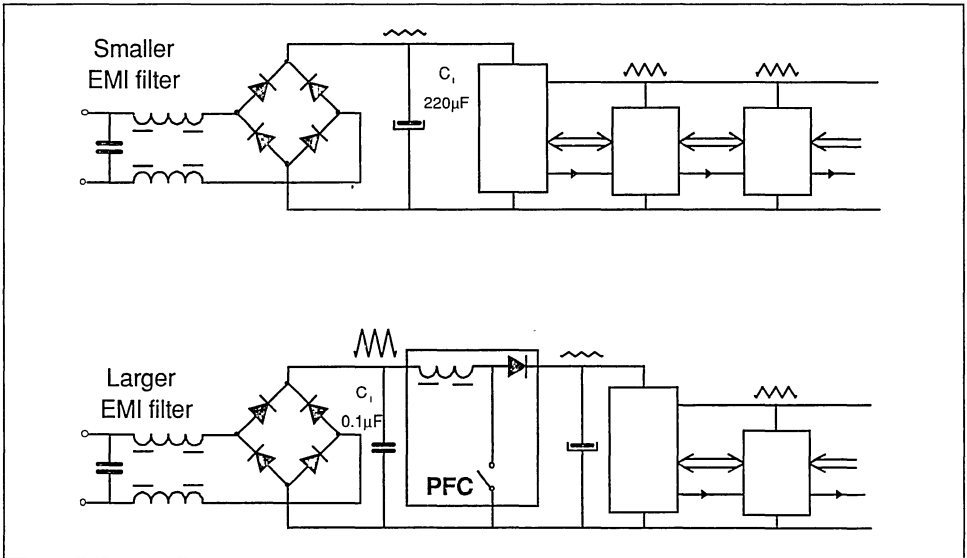 Smaller
EMI filter
C₁
220µF
Larger
EMI filter
C₁
0.1µF
PFC